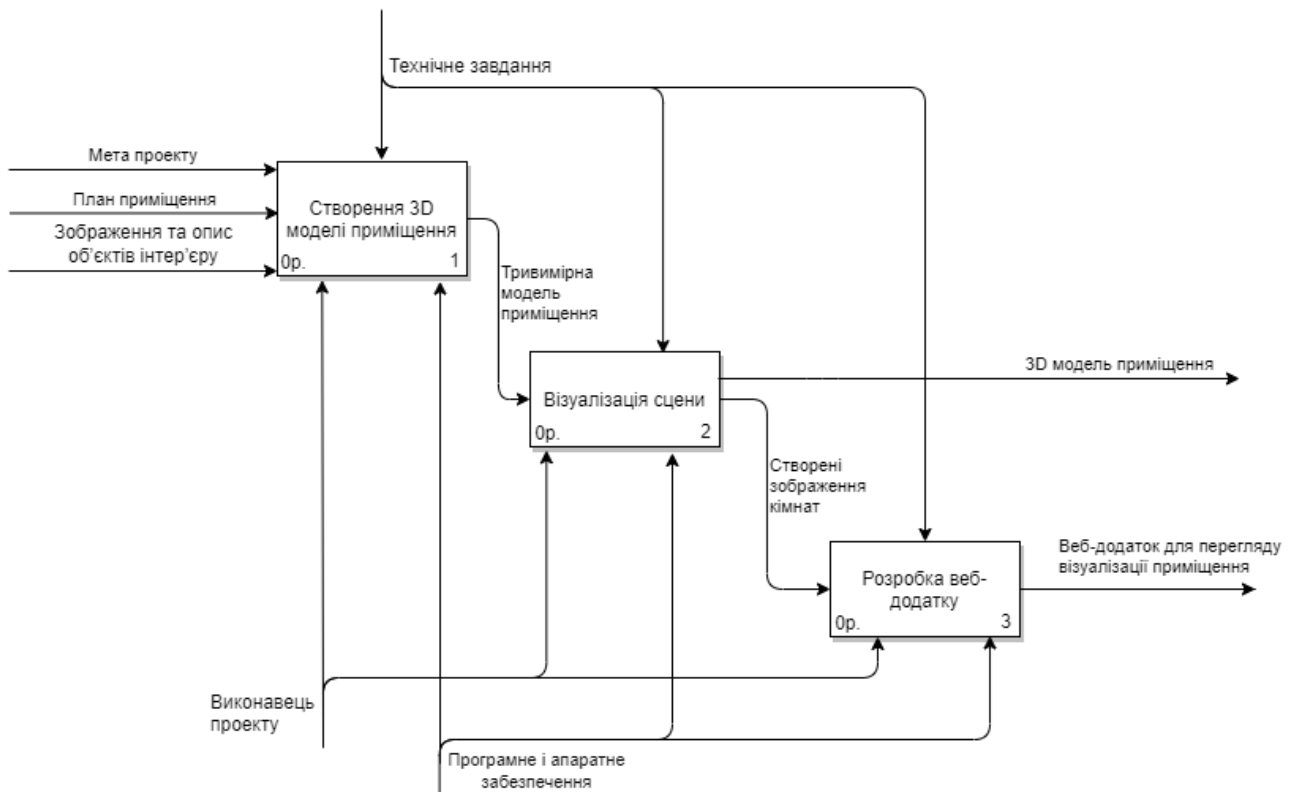 Технічне завдання
Мета проекту
План приміщення
Зображення та опис
об'єктів інтер'єру
Створення 3D
моделі приміщення
0р.
1
Тривимірна
модель
приміщення
3D модель приміщення
Візуалізація сцени
0р.
2
Створені
зображення
кімнат
Веб-додаток для перегляду
візуалізації приміщення
Розробка веб-
додатку
0р.
3
Виконавець
проекту
Програмне і апаратне
забезпечення